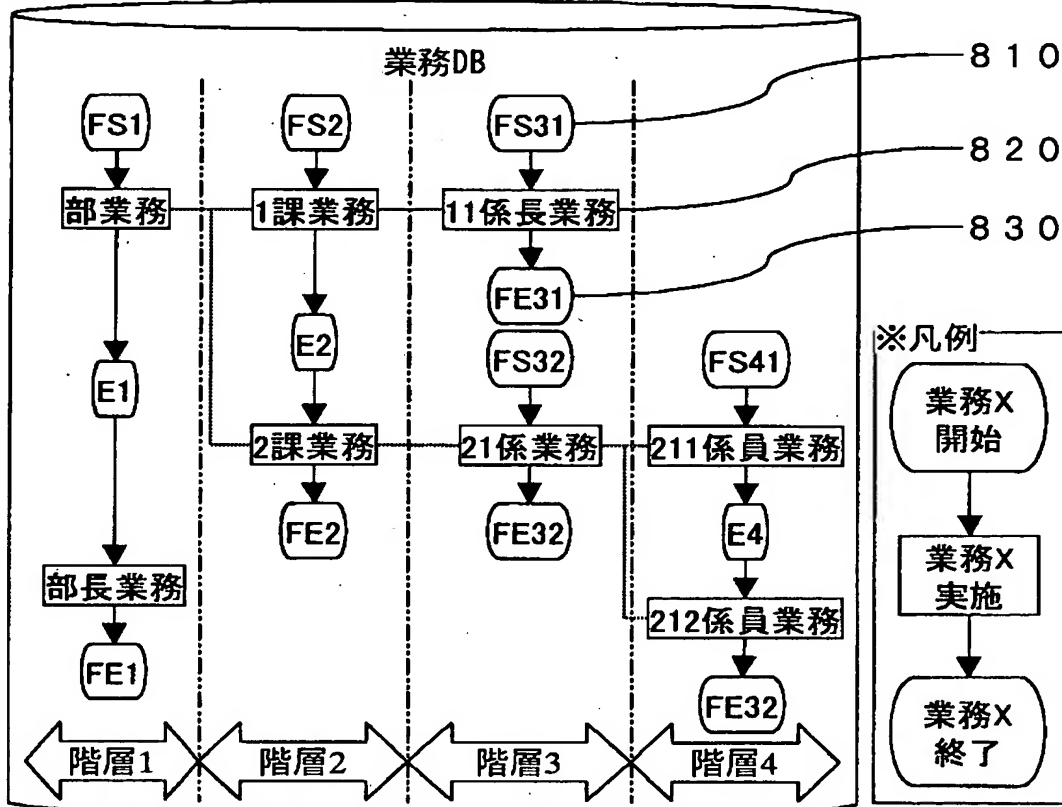 業務DB
810
FS1 FS2 FS31
820
部業務 1課業務 11係長業務
830
FE31
E2 FS32 FS41
E1
2課業務 21係業務 211係員業務
FE2 FE32 E4
部長業務
212係員業務
FE1
FE32
階層1 階層2 階層3 階層4
※凡例
業務X
開始
業務X
実施
業務X
終了